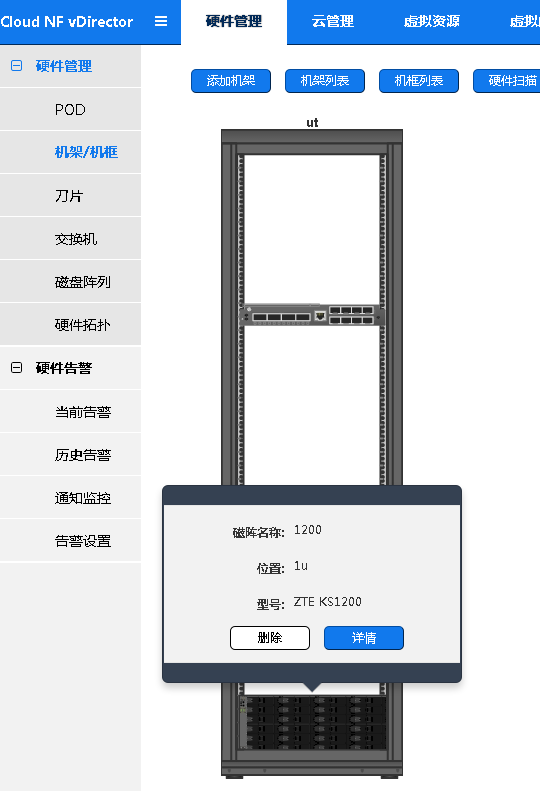 Cloud NF vDirector
硬件管理
云管理
虚拟资源
虚拟
硬件管理
POD
机架/机框
刀片
交换机
磁盘阵列
硬件拓扑
硬件告警
当前告警
历史告警
通知监控
告警设置
添加机架
机架列表
机框列表
硬件扫描
ut
磁阵名称: 1200
位置: 1u
型号: ZTE KS1200
删除
详情